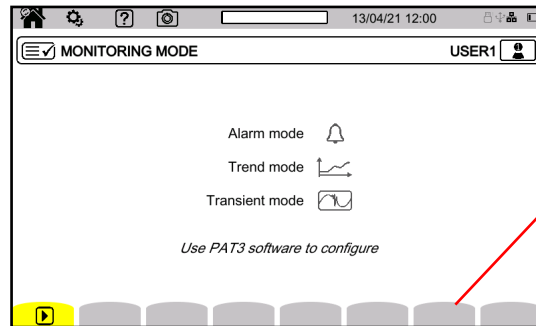 ?
13/04/21 12:00
MONITORING MODE
USER1
Alarm mode
Trend mode
Transient mode
Use PAT3 software to configure